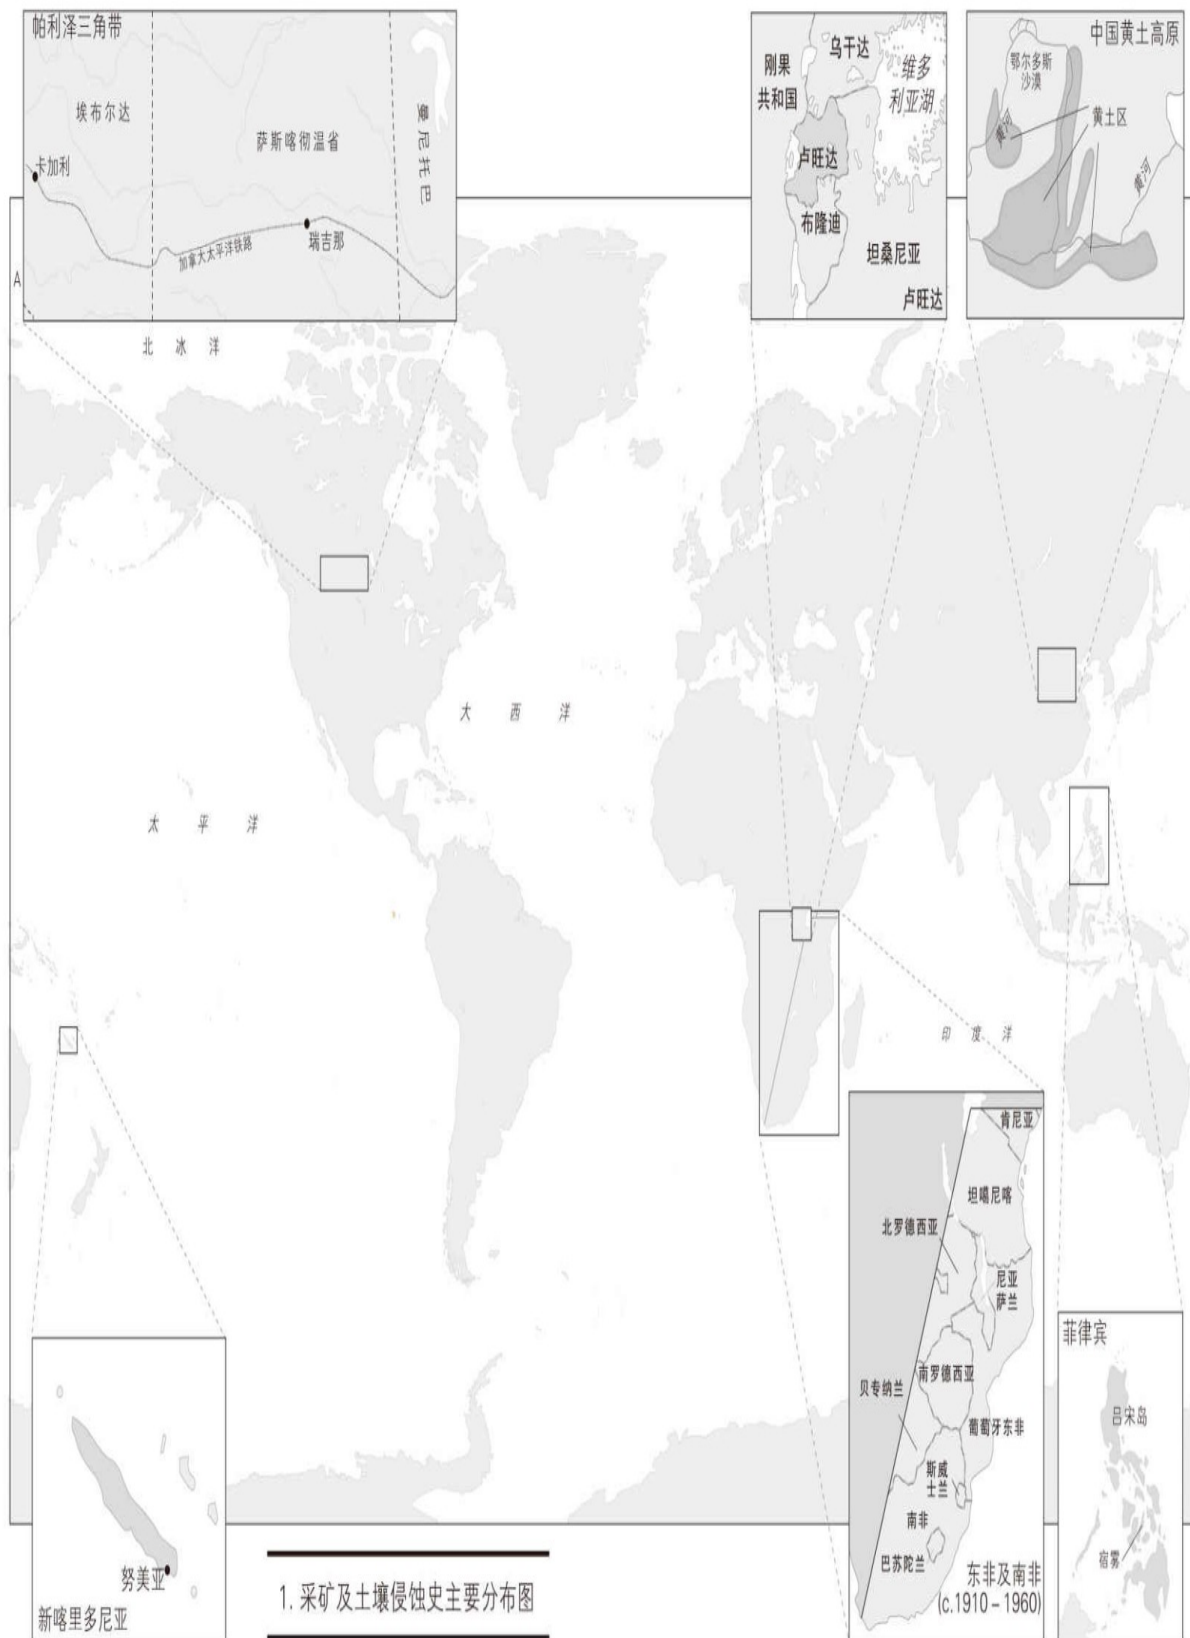 帕利泽三角带
埃布尔达
萨斯喀彻温省
曼尼托巴
卡加利
加拿大太平洋铁路
瑞吉那
A
刚果
共和国
乌干达
维多
利亚湖
卢旺达
布隆迪
坦桑尼亚
卢旺达
中国黄土高原
鄂尔多斯
沙漠
黄河
黄土区
黄河
北冰洋
大西洋
太平洋
印度洋
肯尼亚
坦噶尼喀
北罗德西亚
尼亚
萨兰
南罗德西亚
贝专纳兰
葡萄牙东非
斯威
士兰
南非
巴苏陀兰
东非及南非
(c.1910–1960)
菲律宾
吕宋岛
宿雾
努美亚
新喀里多尼亚
1. 采矿及土壤侵蚀史主要分布图